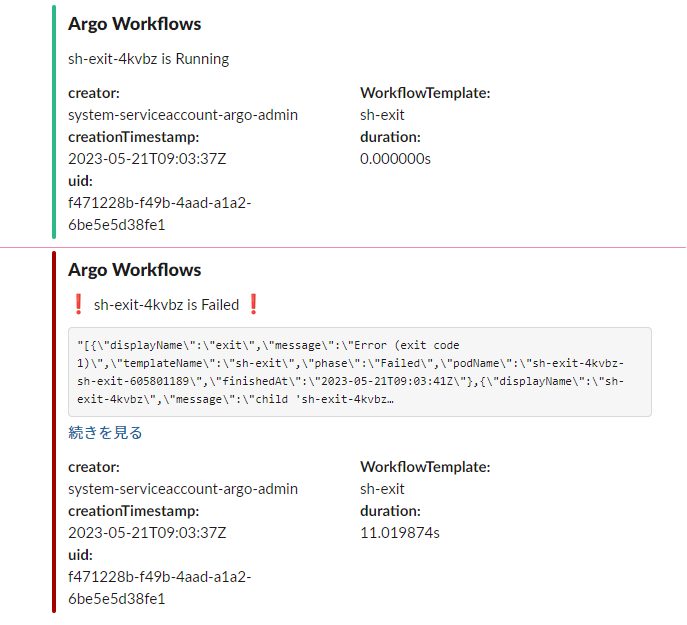 Argo Workflows
sh-exit-4kvbz is Running
creator:
system-serviceaccount-argo-admin
WorkflowTemplate:
sh-exit
creationTimestamp:
2023-05-21T09:03:37Z
duration:
0.000000s
uid:
f471228b-f49b-4aad-a1a2-
6be5e5d38fe1
Argo Workflows
❗ sh-exit-4kvbz is Failed ❗
"[{\"displayName\":\"exit\",\"message\":\"Error (exit code
1)\",\"templateName\":\"sh-exit\",\"phase\":\"Failed\",\"podName\":\"sh-exit-4kvbz-
sh-exit-605801189\",\"finishedAt\":\"2023-05-21T09:03:41Z\"},{\"displayName\":\"sh-
exit-4kvbz\",\"message\":\"child 'sh-exit-4kvbz…
続きを見る
creator:
system-serviceaccount-argo-admin
WorkflowTemplate:
sh-exit
creationTimestamp:
2023-05-21T09:03:37Z
duration:
11.019874s
uid:
f471228b-f49b-4aad-a1a2-
6be5e5d38fe1